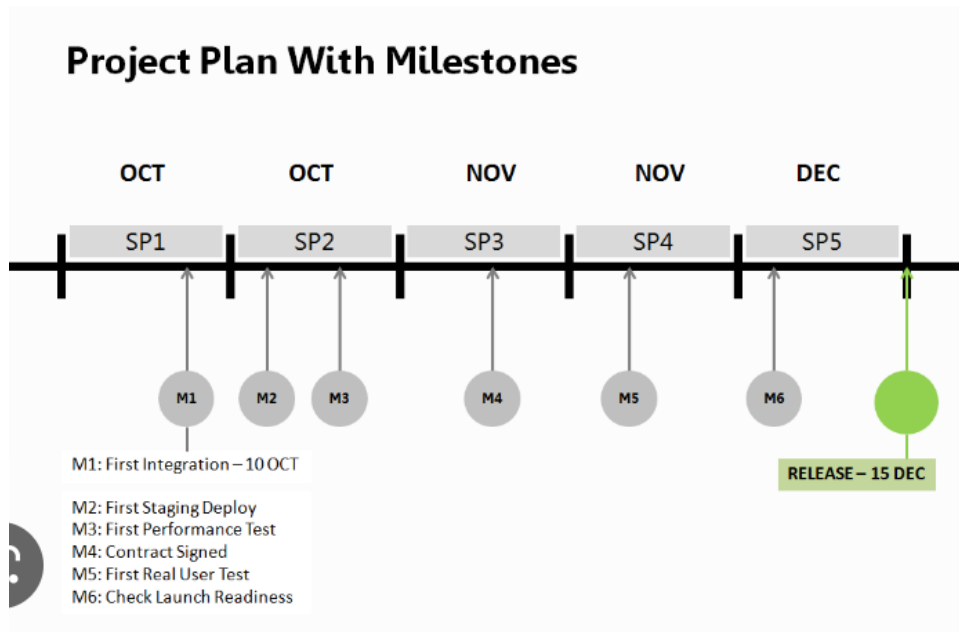 Project Plan With Milestones
OCT OCT NOV NOV DEC
SP1 SP2 SP3 SP4 SP5
M1 M2 M3 M4 M5 M6
M1: First Integration – 10 OCT
RELEASE – 15 DEC
M2: First Staging Deploy
M3: First Performance Test
M4: Contract Signed
M5: First Real User Test
M6: Check Launch Readiness